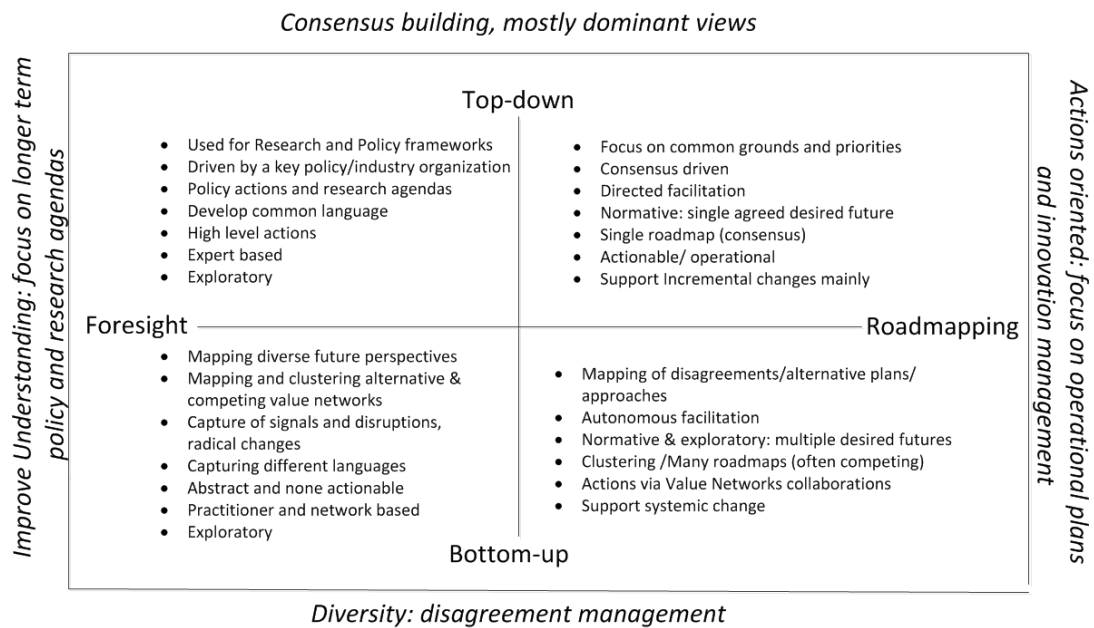 Consensus building, mostly dominant views
Improve Understanding: focus on longer term
policy and research agendas
Top-down
• Used for Research and Policy frameworks
• Driven by a key policy/industry organization
• Policy actions and research agendas
• Develop common language
• High level actions
• Expert based
• Exploratory
• Focus on common grounds and priorities
• Consensus driven
• Directed facilitation
• Normative: single agreed desired future
• Single roadmap (consensus)
• Actionable/ operational
• Support Incremental changes mainly
Foresight
Roadmapping
• Mapping diverse future perspectives
• Mapping and clustering alternative &
competing value networks
• Capture of signals and disruptions,
radical changes
• Capturing different languages
• Abstract and none actionable
• Practitioner and network based
• Exploratory
• Mapping of disagreements/alternative plans/
approaches
• Autonomous facilitation
• Normative & exploratory: multiple desired futures
• Clustering /Many roadmaps (often competing)
• Actions via Value Networks collaborations
• Support systemic change
Bottom-up
Actions oriented: focus on operational plans
and innovation management
Diversity: disagreement management